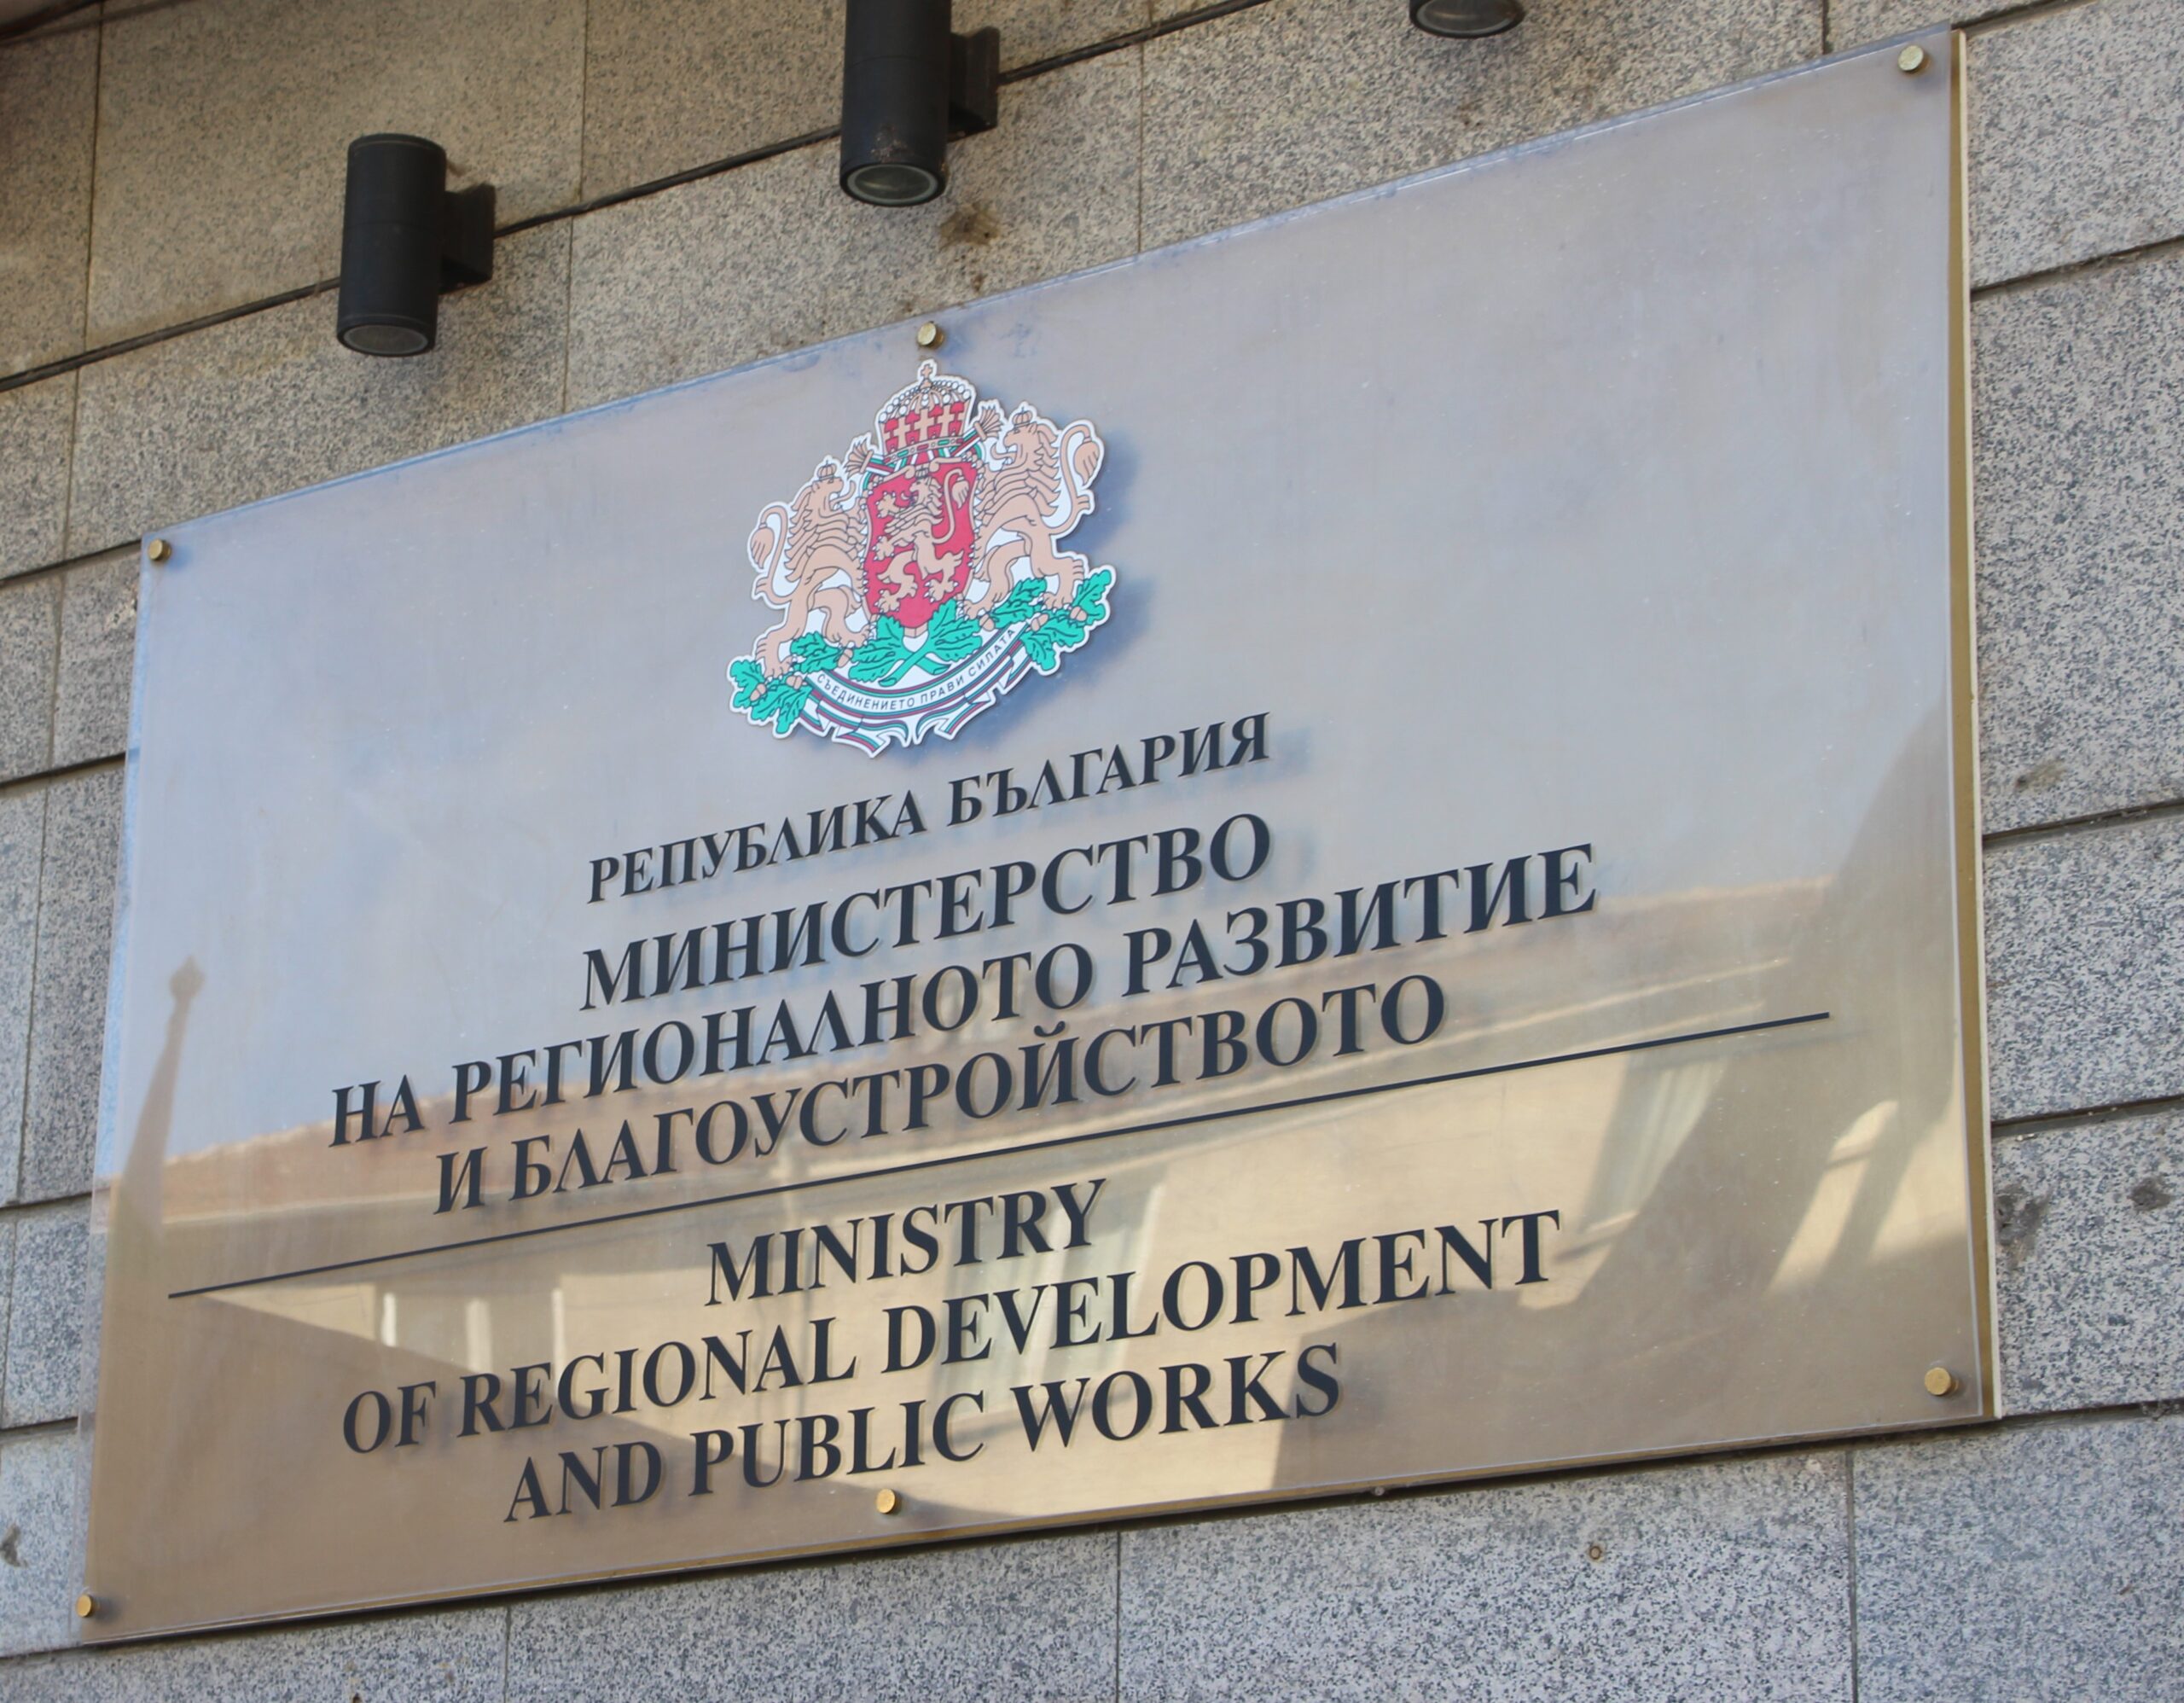 СЪЕДИНЕНИЕТО ПРАВИ СИЛАТА
РЕПУБЛИКА БЪЛГАРИЯ
МИНИСТЕРСТВО
НА РЕГИОНАЛНОТО РАЗВИТИЕ
И БЛАГОУСТРОЙСТВОТО
MINISTRY
OF REGIONAL DEVELOPMENT
AND PUBLIC WORKS